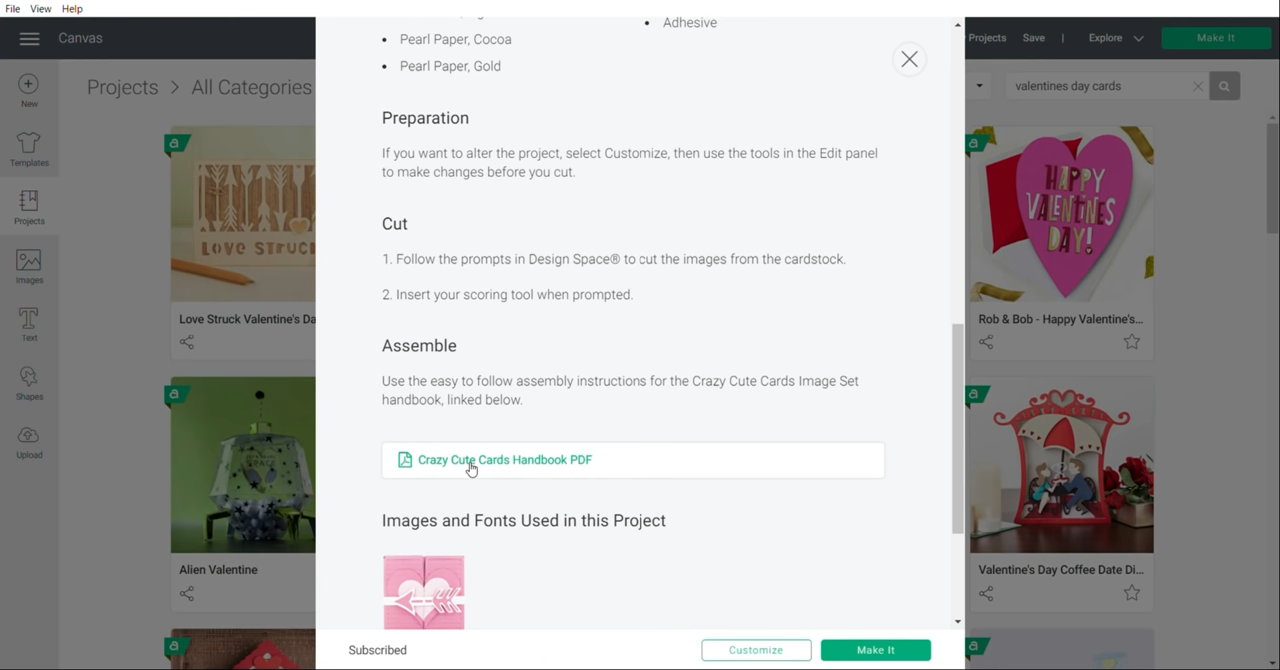 File View Help
Canvas
Projects Save | Explore Make It
New
Templates
Projects
Images
Text
Shapes
Upload
Projects > All Categories
valentines day cards
LOVE STRUCK
Love Struck Valentine's Da
Alien Valentine
Pearl Paper, Cocoa
Pearl Paper, Gold
Adhesive
Preparation
If you want to alter the project, select Customize, then use the tools in the Edit panel
to make changes before you cut.
Cut
1. Follow the prompts in Design Space® to cut the images from the cardstock.
2. Insert your scoring tool when prompted.
Assemble
Use the easy to follow assembly instructions for the Crazy Cute Cards Image Set
handbook, linked below.
Crazy Cute Cards Handbook PDF
Images and Fonts Used in this Project
Subscribed
Customize
Make It
HAPPY
VALENTINES
DAY!
Rob & Bob - Happy Valentine's...
Valentine's Day Coffee Date Di...